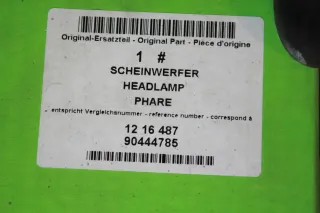 Original-Ersatzteil - Original Part - Pièce d'origine
1 #
SCHEINWERFER
HEADLAMP
PHARE
entspricht Vergleichsnummer - reference number - correspond à
12 16 487
90444785